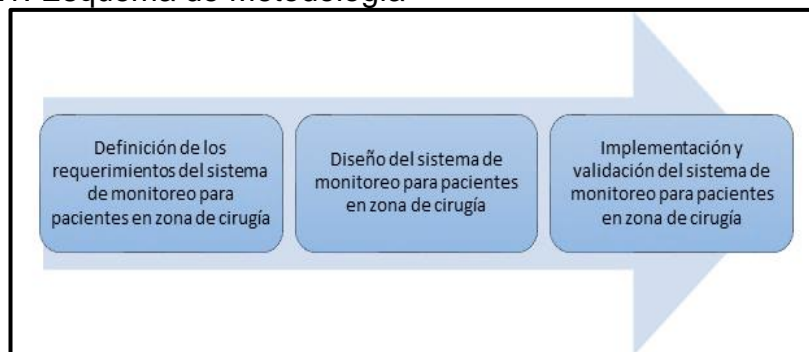 Esquema de Metodología
Definición de los
requerimientos del sistema
de monitoreo para
pacientes en zona de cirugía
Diseño del sistema de
monitoreo para pacientes
en zona de cirugía
Implementación y
validación del sistema de
monitoreo para pacientes
en zona de cirugía